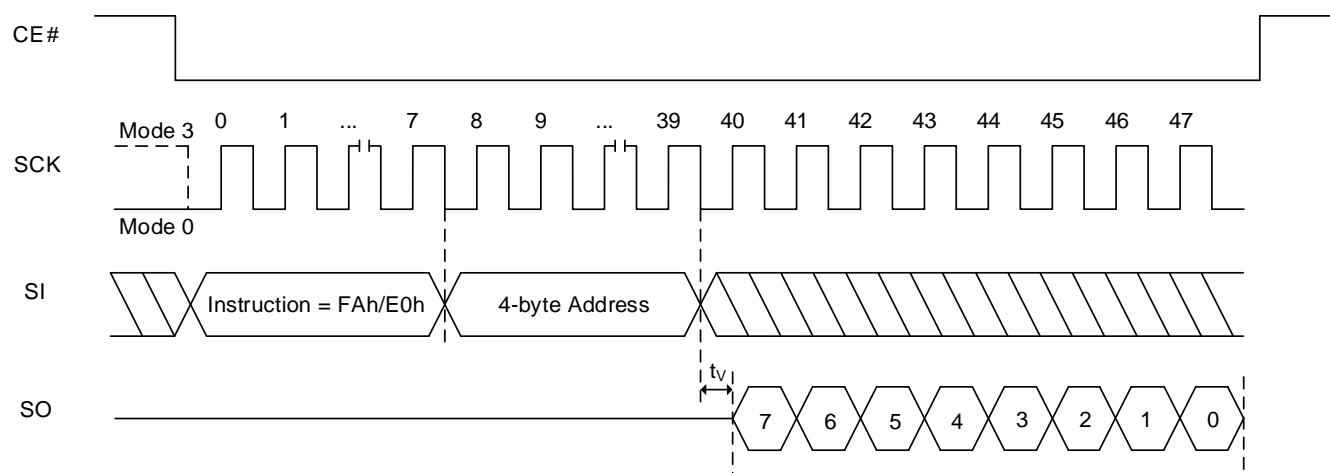 CE#
Mode 3 0 1 ... 7 8 9 ... 39 40 41 42 43 44 45 46 47
SCK
Mode 0
SI Instruction = FAh/E0h 4-byte Address
tV
SO 7 6 5 4 3 2 1 0